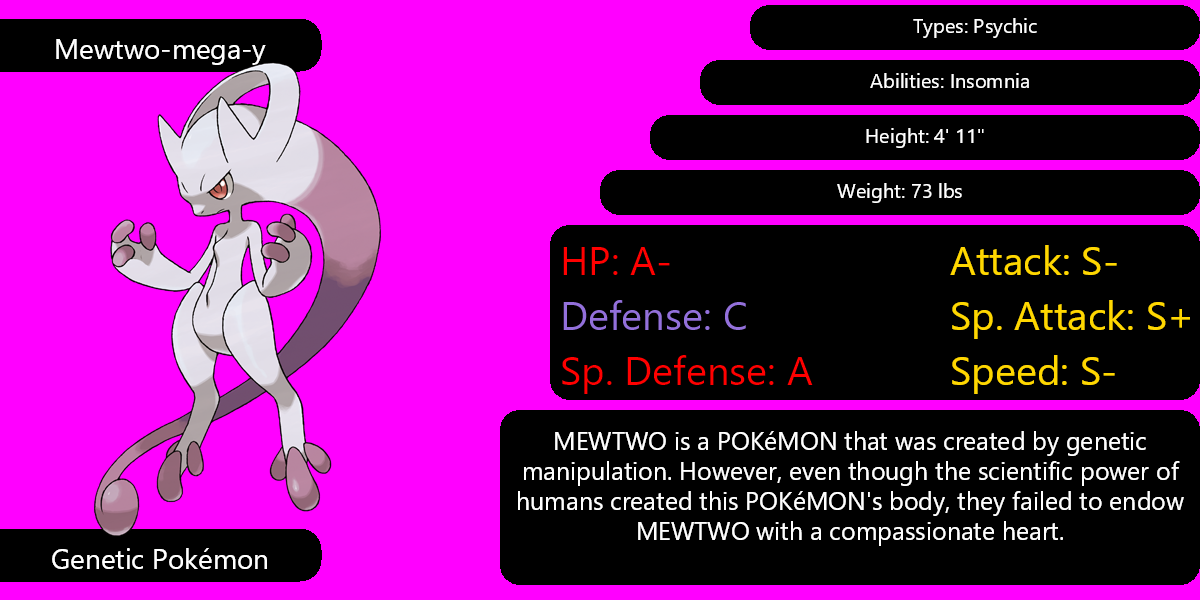 Mewtwo-mega-y
Types: Psychic
Abilities: Insomnia
Height: 4' 11"
Weight: 73 lbs
HP: A-
Attack: S-
Defense: C
Sp. Attack: S+
Sp. Defense: A
Speed: S-
MEWTWO is a POKéMON that was created by genetic
manipulation. However, even though the scientific power of
humans created this POKéMON's body, they failed to endow
MEWTWO with a compassionate heart.
Genetic Pokémon